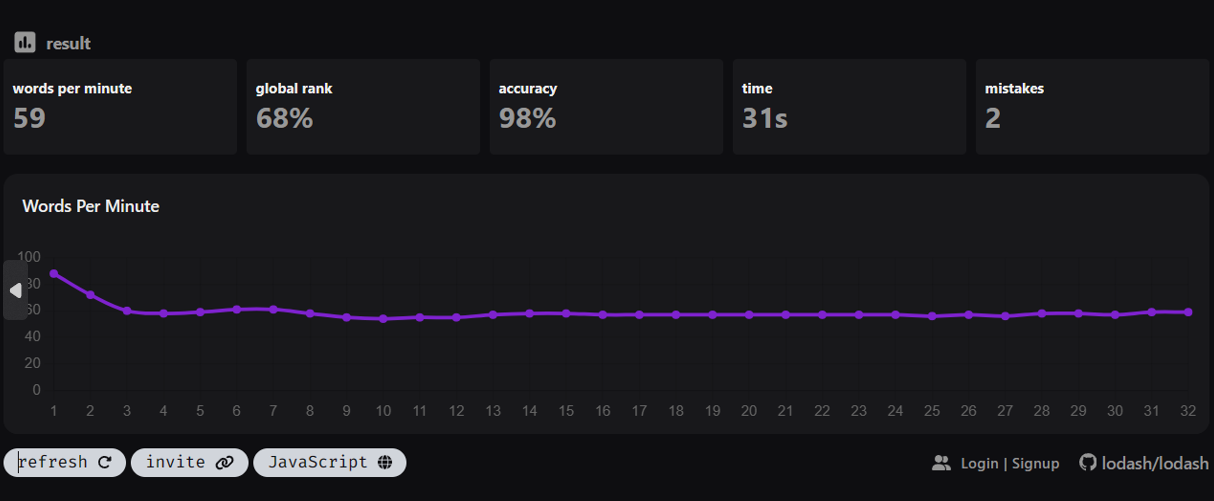 result
words per minute global rank accuracy time mistakes
59 68% 98% 31s 2
Words Per Minute
100
80
60
40
20
0
1 2 3 4 5 6 7 8 9 10 11 12 13 14 15 16 17 18 19 20 21 22 23 24 25 26 27 28 29 30 31 32
refresh invite JavaScript Login | Signup lodash/lodash